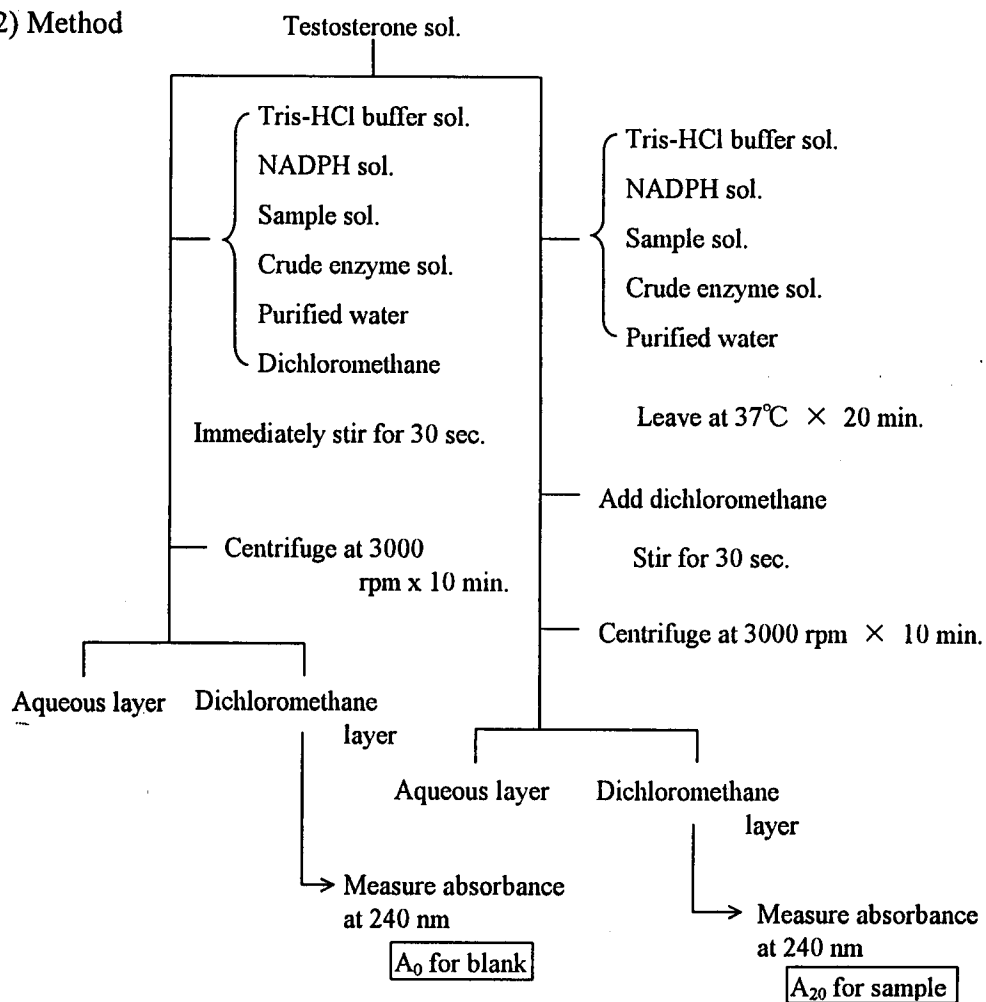 2) Method
Testosterone sol.
Tris-HCl buffer sol.
NADPH sol.
Sample sol.
Crude enzyme sol.
Purified water
Dichloromethane
Immediately stir for 30 sec.
Centrifuge at 3000
rpm x 10 min.
Aqueous layer
Dichloromethane
layer
Measure absorbance
at 240 nm
A₀ for blank
Tris-HCl buffer sol.
NADPH sol.
Sample sol.
Crude enzyme sol.
Purified water
Leave at 37℃ × 20 min.
Add dichloromethane
Stir for 30 sec.
Centrifuge at 3000 rpm × 10 min.
Aqueous layer
Dichloromethane
layer
Measure absorbance
at 240 nm
A₂₀ for sample